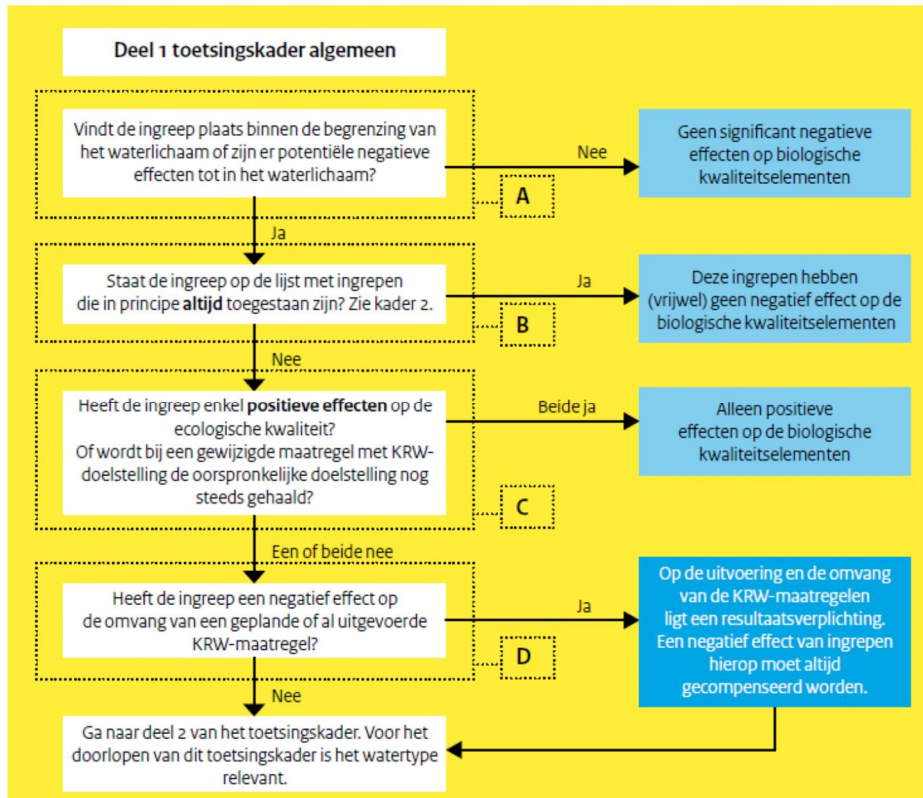 Deel 1 toetsingskader algemeen
Vindt de ingreep plaats binnen de begrenzing van
het waterlichaam of zijn er potentiële negatieve
effecten tot in het waterlichaam?
A
Nee
Geen significant negatieve
effecten op biologische
kwaliteitselementen
Ja
Staat de ingreep op de lijst met ingrepen
die in principe altijd toegestaan zijn? Zie kader 2.
B
Ja
Deze ingrepen hebben
(vrijwel) geen negatief effect op de
biologische kwaliteitselementen
Nee
Heeft de ingreep enkel positieve effecten op de
ecologische kwaliteit?
Of wordt bij een gewijzigde maatregel met KRW-
doelstelling de oorspronkelijke doelstelling nog
steeds gehaald?
C
Beide ja
Alleen positieve
effecten op de biologische
kwaliteitselementen
Een of beide nee
Heeft de ingreep een negatief effect op
de omvang van een geplande of al uitgevoerde
KRW-maatregel?
D
Ja
Op de uitvoering en de omvang
van de KRW-maatregelen
ligt een resultaatsverplichting.
Een negatief effect van ingrepen
hierop moet altijd
gecompenseerd worden.
Nee
Ga naar deel 2 van het toetsingskader. Voor het
doorlopen van dit toetsingskader is het watertype
relevant.